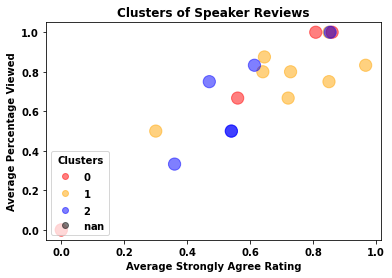 Clusters of Speaker Reviews
Average Percentage Viewed
1.0
0.8
0.6
0.4
0.2
0.0
Clusters
0
1
2
nan
0.0 0.2 0.4 0.6 0.8 1.0
Average Strongly Agree Rating